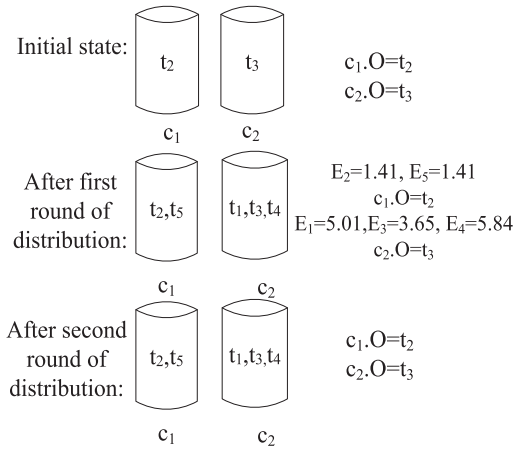 Initial state:
t₂ t₃
c₁.O=t₂
c₂.O=t₃
c₁ c₂
After first
round of
distribution:
t₂,t₅ t₁,t₃,t₄
E₂=1.41, E₅=1.41
c₁.O=t₂
E₁=5.01,E₃=3.65, E₄=5.84
c₂.O=t₃
c₁ c₂
After second
round of
distribution:
t₂,t₅ t₁,t₃,t₄
c₁.O=t₂
c₂.O=t₃
c₁ c₂